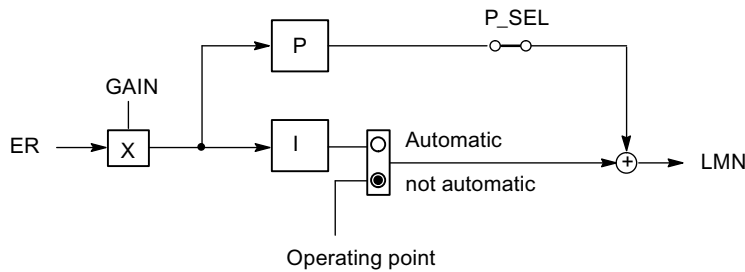 P_SEL
P
GAIN
ER
X
I
Automatic
not automatic
+
LMN
Operating point